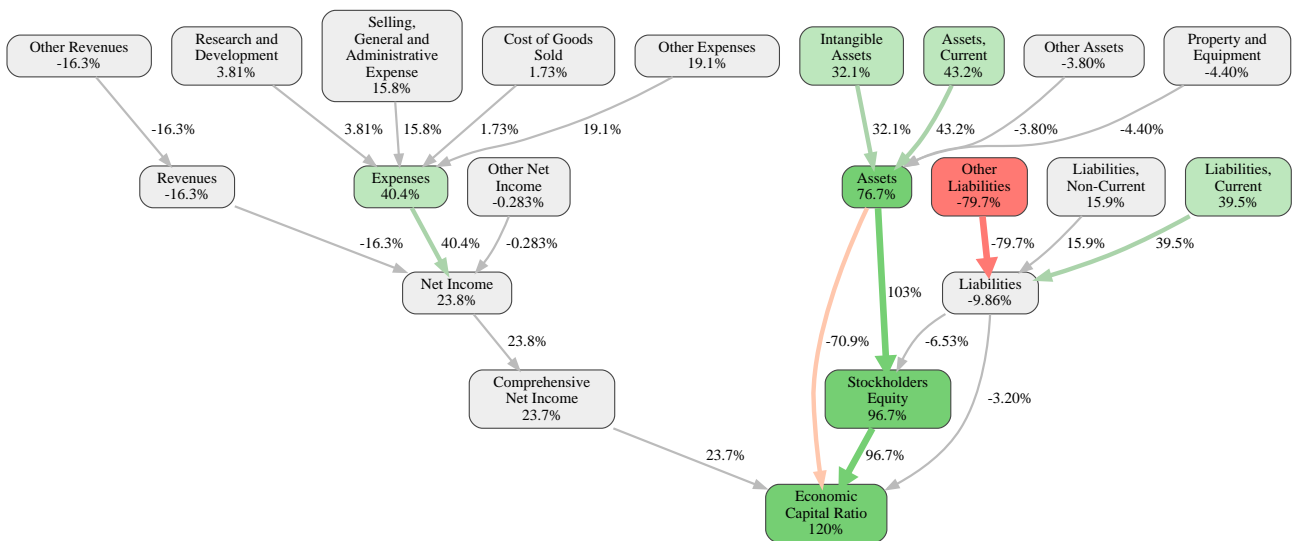 Other Revenues
-16.3%
Research and
Development
3.81%
Selling,
General and
Administrative
Expense
15.8%
Cost of Goods
Sold
1.73%
Other Expenses
19.1%
Intangible
Assets
32.1%
Assets,
Current
43.2%
Other Assets
-3.80%
Property and
Equipment
-4.40%
-16.3%
3.81%
15.8%
1.73%
19.1%
32.1%
43.2%
-3.80%
-4.40%
Revenues
-16.3%
Expenses
40.4%
Other Net
Income
-0.283%
Assets
76.7%
Other
Liabilities
-79.7%
Liabilities,
Non-Current
15.9%
Liabilities,
Current
39.5%
-16.3%
40.4%
-0.283%
-79.7%
15.9%
39.5%
Net Income
23.8%
103%
Liabilities
-9.86%
23.8%
-70.9%
-6.53%
Comprehensive
Net Income
23.7%
Stockholders
Equity
96.7%
-3.20%
23.7%
96.7%
Economic
Capital Ratio
120%